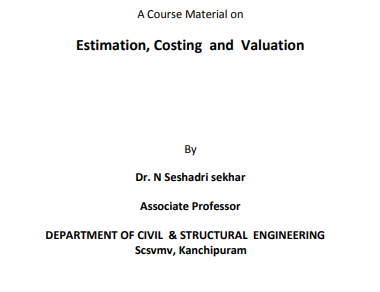 A Course Material on
Estimation, Costing and Valuation
By
Dr. N Seshadri sekhar
Associate Professor
DEPARTMENT OF CIVIL & STRUCTURAL ENGINEERING
Scsvmv, Kanchipuram